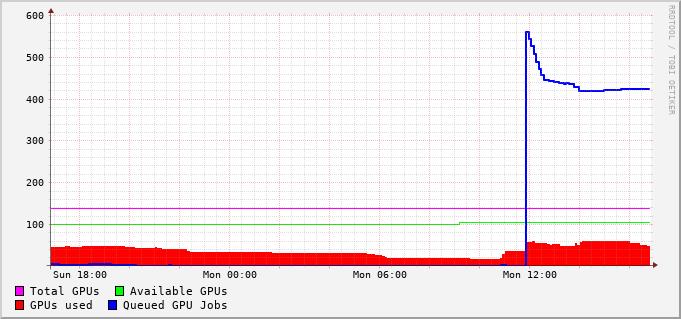 RRDTOOL / TOBI OETIKER
600
500
400
300
200
100
Sun 18:00 Mon 00:00 Mon 06:00 Mon 12:00
Total GPUs Available GPUs
GPUs used Queued GPU Jobs